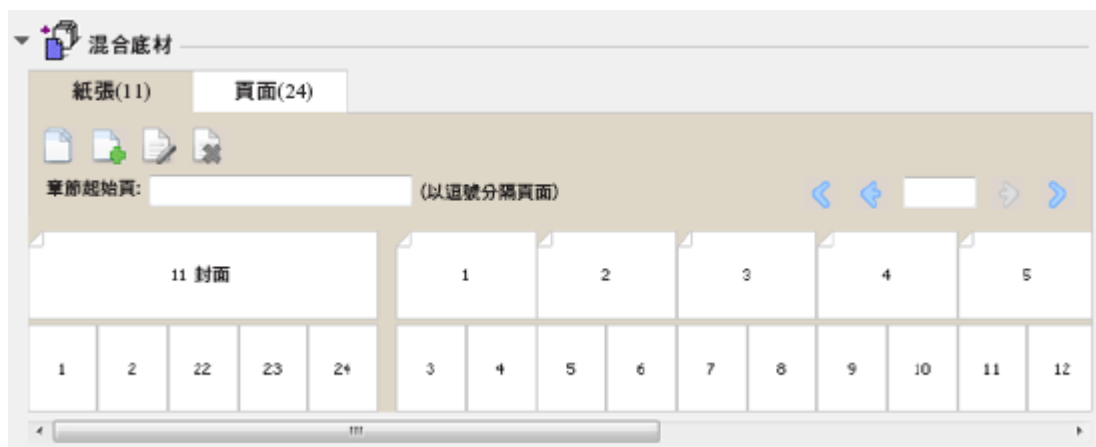 混合底材
紙張(11) 頁面(24)
章節起始頁: (以逗號分隔頁面)
11 封面 1 2 3 4 5
1 2 22 23 24 3 4 5 6 7 8 9 10 11 12